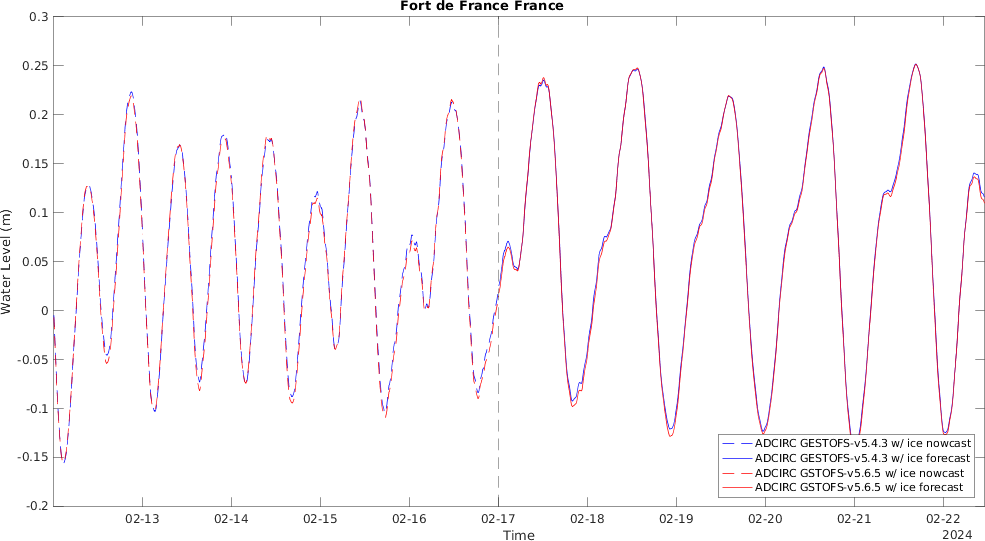 Fort de France France
0.3
0.25
0.2
0.15
0.1
0.05
0
-0.05
-0.1
-0.15
-0.2
Water Level (m)
ADCIRC GESTOFS-v5.4.3 w/ ice nowcast
ADCIRC GESTOFS-v5.4.3 w/ ice forecast
ADCIRC GSTOFS-v5.6.5 w/ ice nowcast
ADCIRC GSTOFS-v5.6.5 w/ ice forecast
02-13 02-14 02-15 02-16 02-17 02-18 02-19 02-20 02-21 02-22
Time
2024